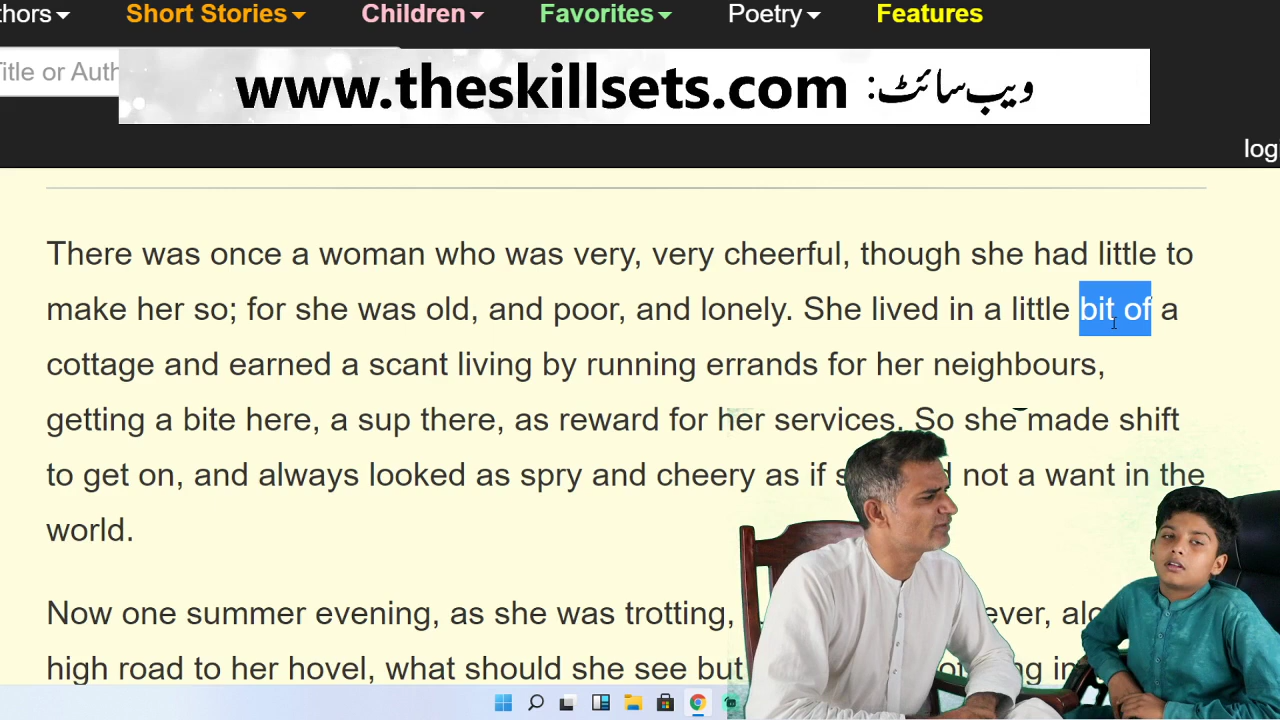 thors Short Stories Children Favorites Poetry Features
Title or Auth
www.theskillsets.com ویب سائٹ:
log
There was once a woman who was very, very cheerful, though she had little to
make her so; for she was old, and poor, and lonely. She lived in a little bit of a
cottage and earned a scant living by running errands for her neighbours,
getting a bite here, a sup there, as reward for her services. So she made shift
to get on, and always looked as spry and cheery as if not a want in the
world.
Now one summer evening, as she was trotting, ever,
high road to her hovel, what should she see but